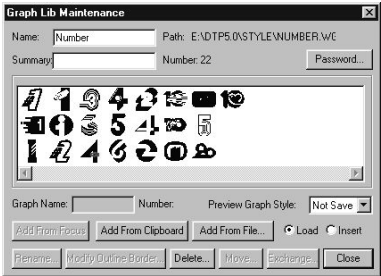 Graph Lib Maintenance
Name: Number Path: E:\DTP5.0\STYLE\NUMBER.WC
Summary: Number: 22 Password...
Graph Name: Number: Preview Graph Style: Not Save
Add From Focus Add From Clipboard Add From File... Load Insert
Rename... Modify Outline Border... Delete... Move... Exchange... Close